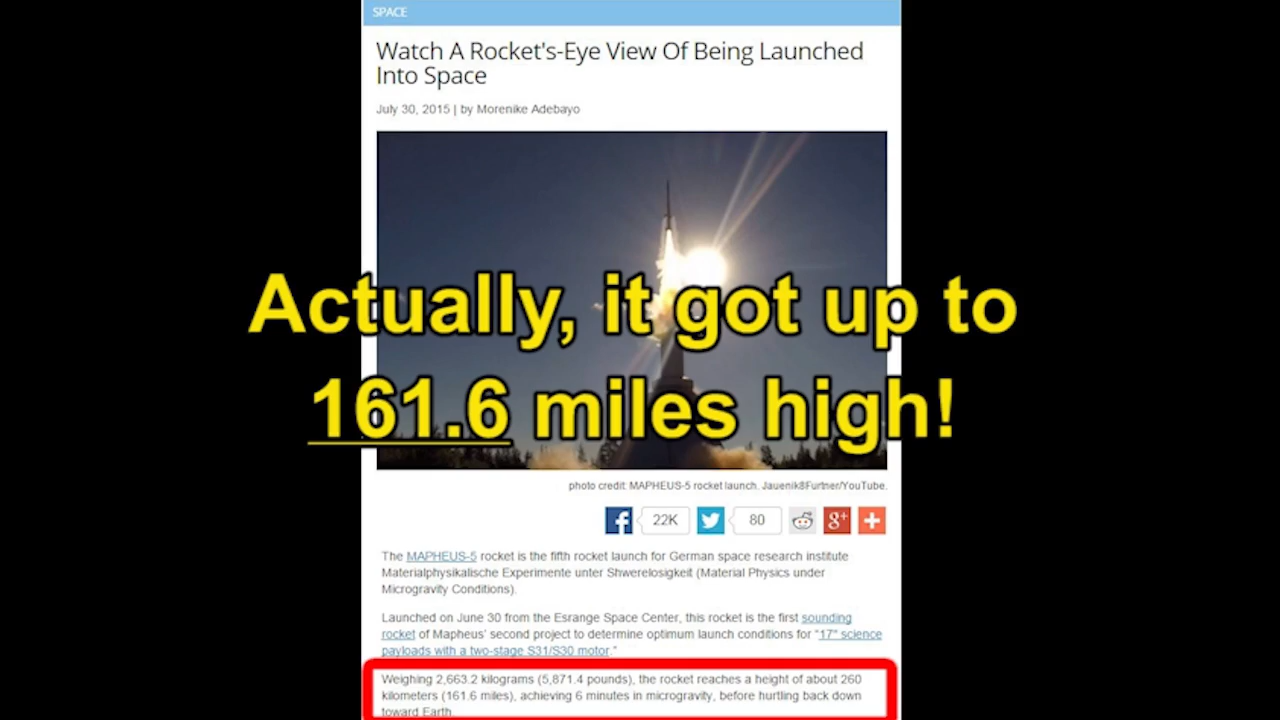 SPACE
Watch A Rocket's-Eye View Of Being Launched
Into Space
July 30, 2015 | by Morenike Adebayo
Actually, it got up to
161.6 miles high!
photo credit: MAPHEUS-5 rocket launch. Jauenik8Furtner/YouTube.
22K
80
The MAPHEUS-5 rocket is the fifth rocket launch for German space research institute
Materialphysikalische Experimente unter Shwerelosigkeit (Material Physics under
Microgravity Conditions).
Launched on June 30 from the Esrange Space Center, this rocket is the first sounding
rocket of Mapheus' second project to determine optimum launch conditions for "17" science
payloads with a two-stage S31/S30 motor."
Weighing 2,663.2 kilograms (5,871.4 pounds), the rocket reaches a height of about 260
kilometers (161.6 miles), achieving 6 minutes in microgravity, before hurtling back down
toward Earth.